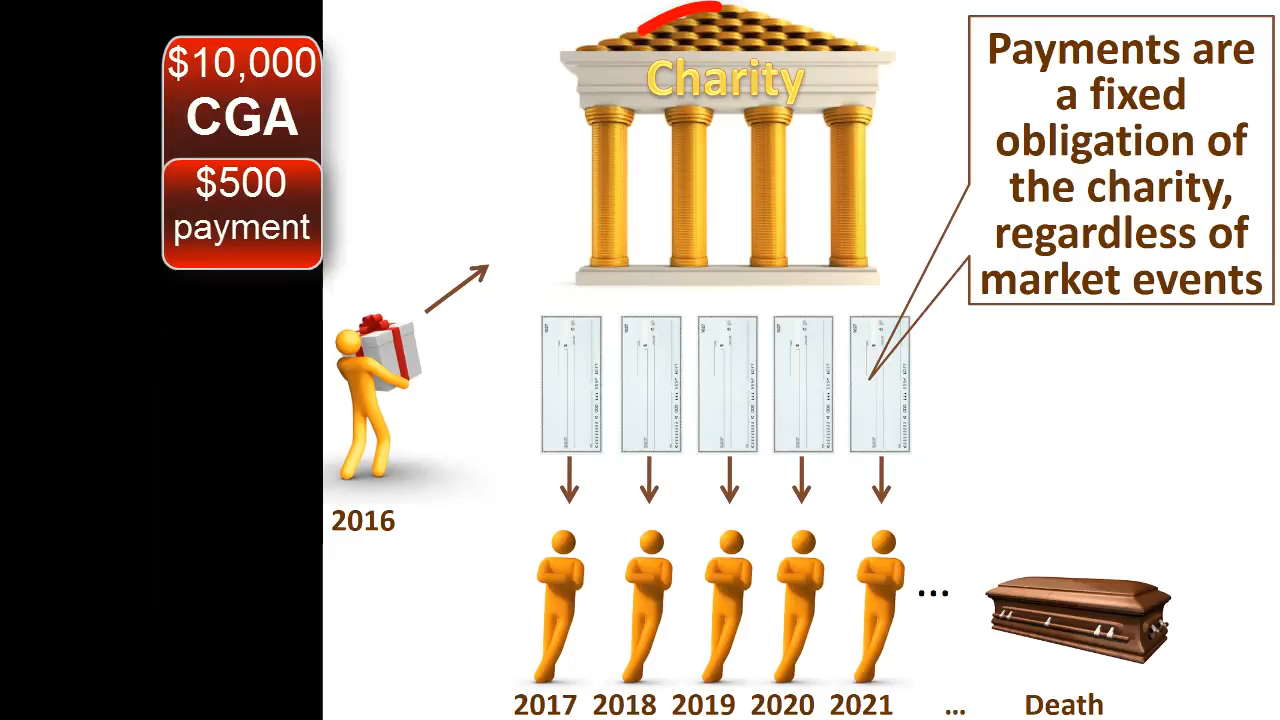 $10,000
CGA
$500
payment
Charity
Payments are
a fixed
obligation of
the charity,
regardless of
market events
2016
...
2017 2018 2019 2020 2021 ... Death